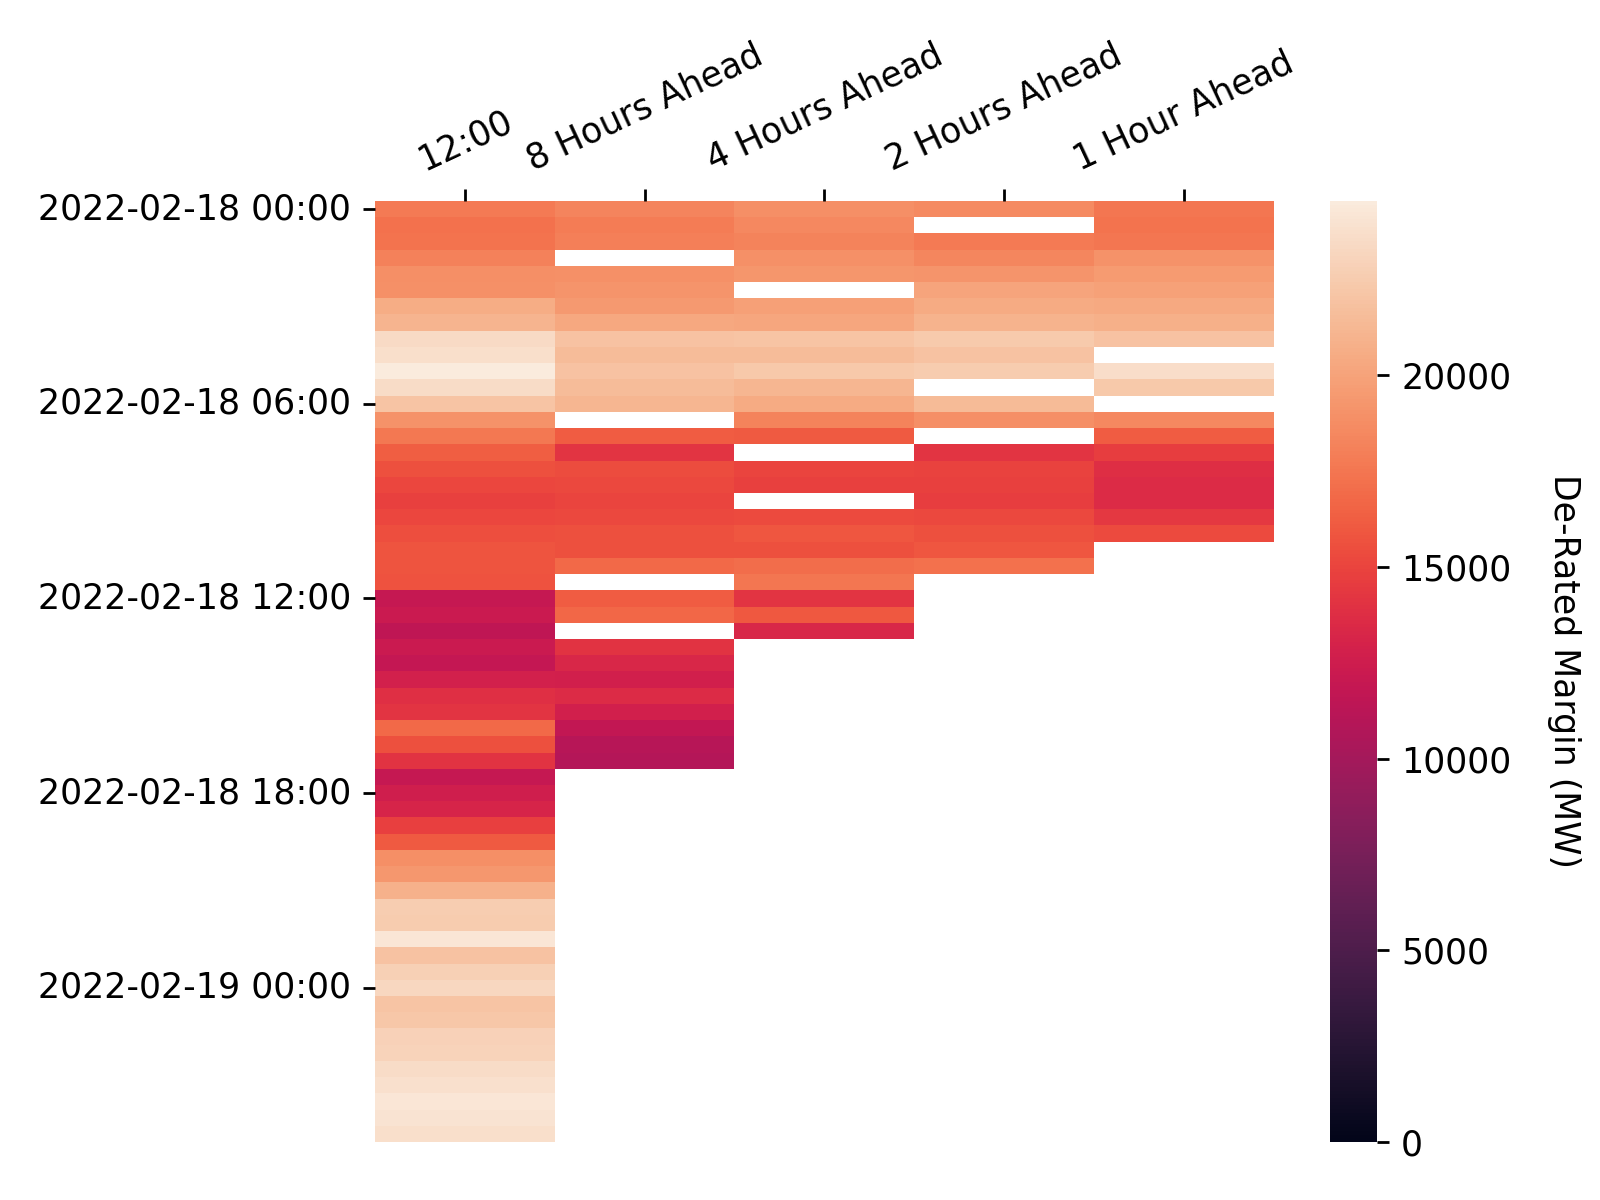 12:00
8 Hours Ahead
4 Hours Ahead
2 Hours Ahead
1 Hour Ahead
2022-02-18 00:00
2022-02-18 06:00
2022-02-18 12:00
2022-02-18 18:00
2022-02-19 00:00
20000
15000
10000
5000
0
De-Rated Margin (MW)